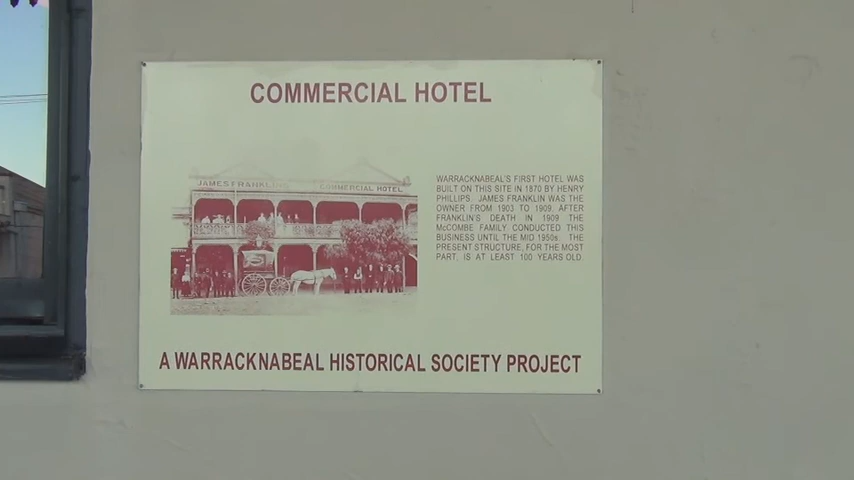 COMMERCIAL HOTEL
JAMES FRANKLIN
COMMERCIAL HOTEL
WARRACKNABEAL'S FIRST HOTEL WAS
BUILT ON THIS SITE IN 1870 BY HENRY
PHILLIPS. JAMES FRANKLIN WAS THE
OWNER FROM 1903 TO 1909. AFTER
FRANKLIN'S DEATH IN 1909 THE
McCOMBE FAMILY CONDUCTED THIS
BUSINESS UNTIL THE MID 1950s. THE
PRESENT STRUCTURE, FOR THE MOST
PART, IS AT LEAST 100 YEARS OLD.
A WARRACKNABEAL HISTORICAL SOCIETY PROJECT